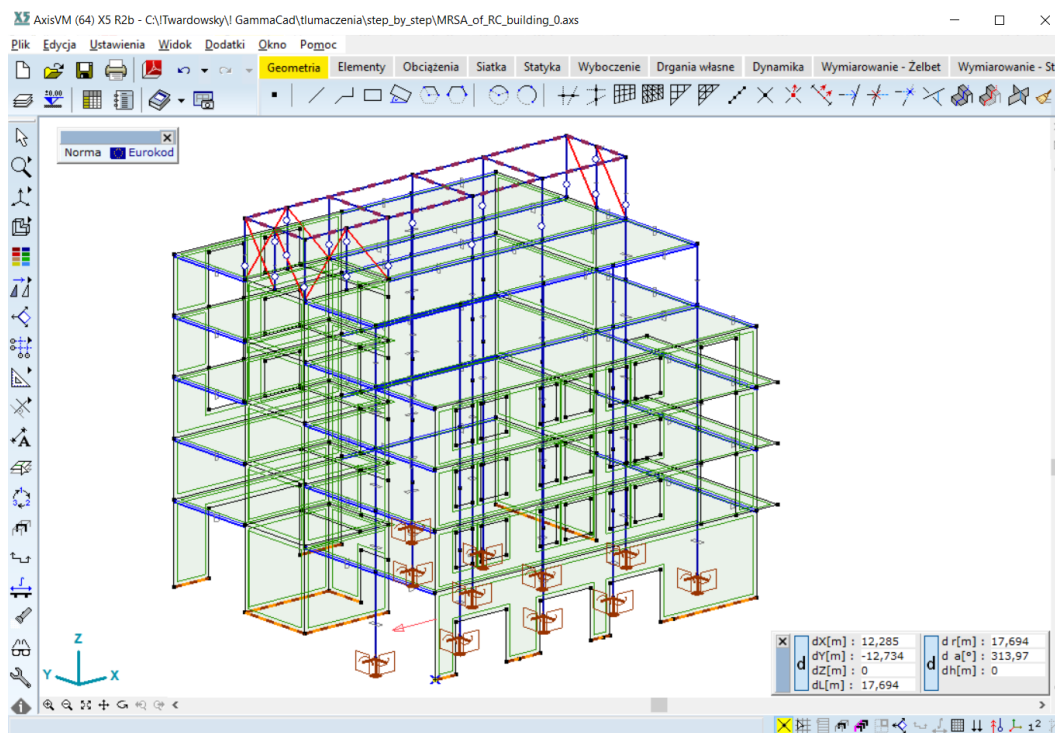 X5 AxisVM (64) X5 R2b - C:\!Twardowsky\! GammaCad\tlumaczenia\step_by_step\MRSA_of_RC_building_0.axs
Plik Edycja Ustawienia Widok Dodatki Okno Pomoc
Geometria Elementy Obciążenia Siatka Statyka Wyboczenie Drgania własne Dynamika Wymiarowanie - Żelbet Wymiarowanie - St
Norma Eurokod
Z
Y X
dX[m] : 12,285
dY[m] : -12,734
dZ[m] : 0
dL[m] : 17,694
d
d r[m] : 17,694
d a[°] : 313,97
dh[m] : 0
d